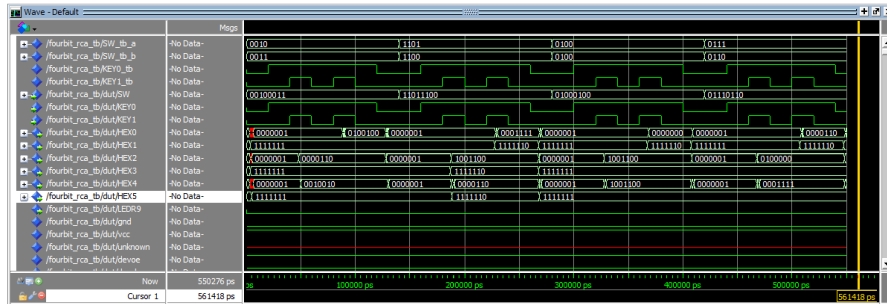 Wave - Default
Msgs
/fourbit_rca_tb/SW_tb_a -No Data- 0010 1101 0100 0111
/fourbit_rca_tb/SW_tb_b -No Data- 0011 1100 0100 0110
/fourbit_rca_tb/KEY0_tb -No Data-
/fourbit_rca_tb/KEY1_tb -No Data-
/fourbit_rca_tb/dut/SW -No Data- 00100011 11011100 01000100 01110110
/fourbit_rca_tb/dut/KEY0 -No Data-
/fourbit_rca_tb/dut/KEY1 -No Data-
/fourbit_rca_tb/dut/HEX0 -No Data- 0000001 0100100 0000001 0001111 0000001 0000000 0000001 0000110
/fourbit_rca_tb/dut/HEX1 -No Data- 1111111 1111110 1111111 1111110 1111111 1111110
/fourbit_rca_tb/dut/HEX2 -No Data- 0000001 0000110 0000001 1001100 0000001 1001100 0000001 0100000
/fourbit_rca_tb/dut/HEX3 -No Data- 1111111 1111110 1111111
/fourbit_rca_tb/dut/HEX4 -No Data- 0000001 0010010 0000001 0000110 0000001 1001100 0000001 0001111
/fourbit_rca_tb/dut/HEX5 -No Data- 1111111 1111110 1111111
/fourbit_rca_tb/dut/LEDR9 -No Data-
/fourbit_rca_tb/dut/gnd -No Data-
/fourbit_rca_tb/dut/vcc -No Data-
/fourbit_rca_tb/dut/unknown -No Data-
/fourbit_rca_tb/dut/devoe -No Data-
Now 550276 ps ps 100000 ps 200000 ps 300000 ps 400000 ps 500000 ps
Cursor 1 561418 ps 561418 ps